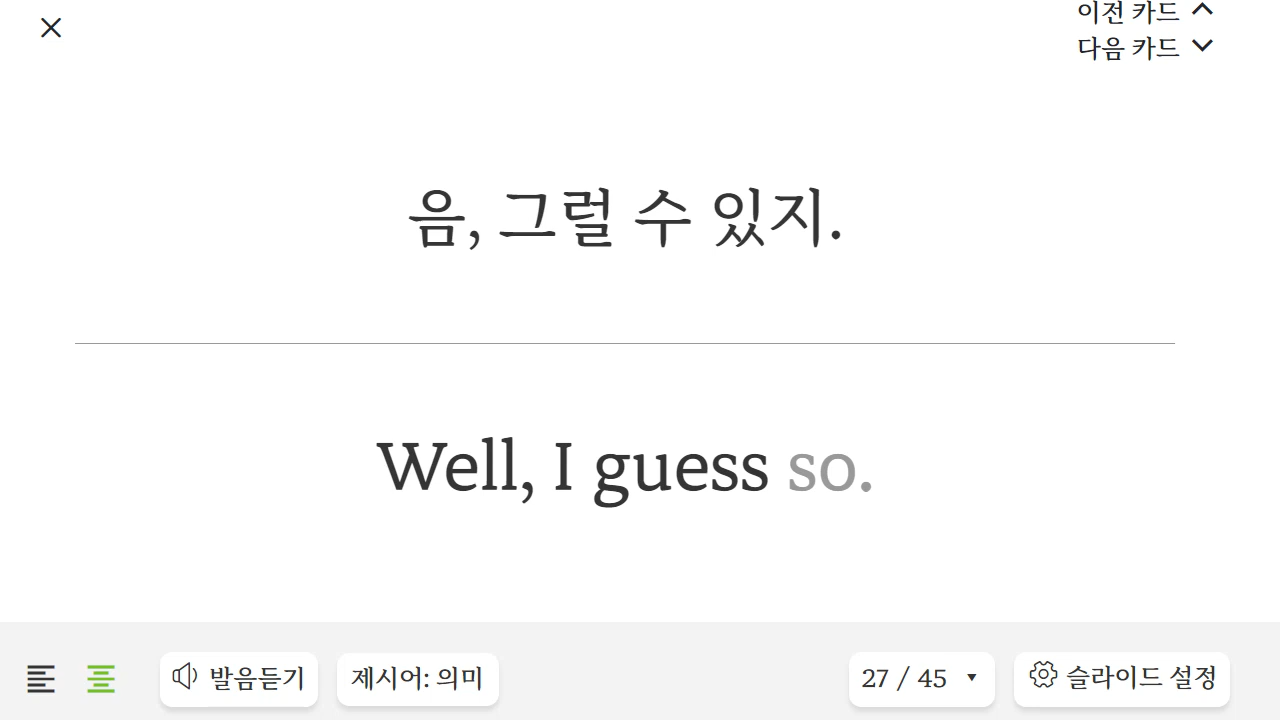 이전 카드
다음 카드
음, 그럴 수 있지.
Well, I guess so.
발음듣기
제시어: 의미
27 / 45
슬라이드 설정